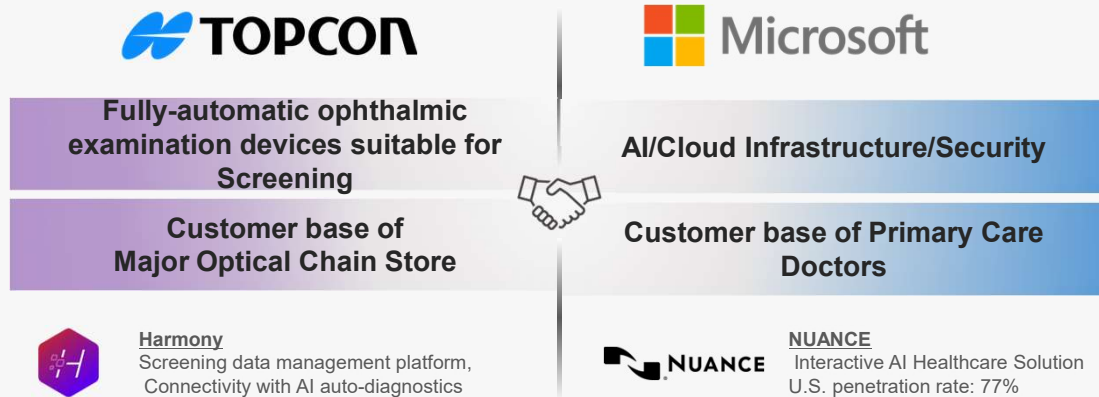 TOPCON
Fully-automatic ophthalmic
examination devices suitable for
Screening
Customer base of
Major Optical Chain Store
Harmony
Screening data management platform,
Connectivity with AI auto-diagnostics
Microsoft
AI/Cloud Infrastructure/Security
Customer base of Primary Care
Doctors
NUANCE
NUANCE
Interactive AI Healthcare Solution
U.S. penetration rate: 77%